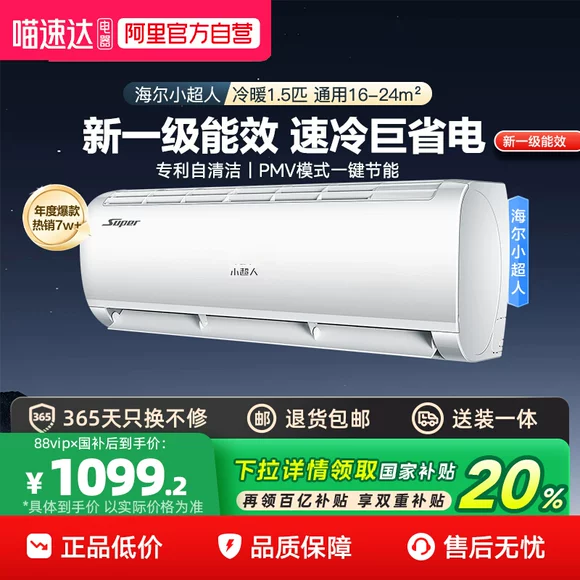 喵速达电器 阿里官方自营
海尔小超人 冷暖1.5匹 通用16-24m²
新一级能效 速冷巨省电
新一级能效
专利自清洁 | PMV模式一键节能
年度爆款
热销7w+
Süper
小超人
海尔小超人
365 365天只换不修 邮 退货包邮 送装一体
88vip×国补后到手价:
¥1099.2
*具体到手价 以实际价格为准
下拉详情领取 国家补贴
再领百亿补贴 享双重补贴
20%
正品低价 品质保障 售后无忧